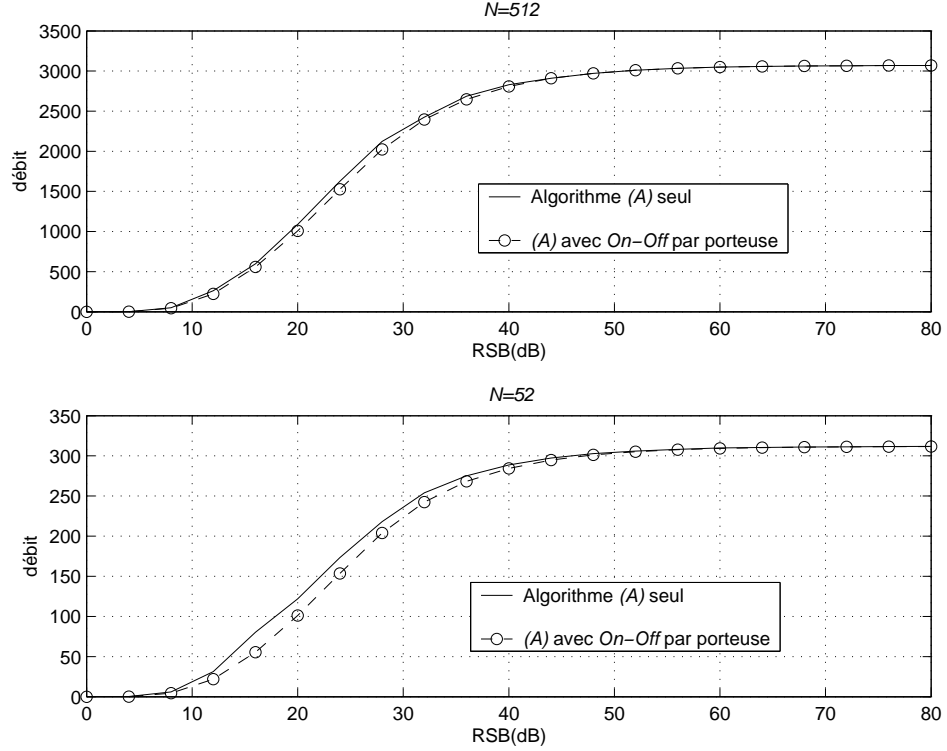 N=512
3500
3000
2500
2000
1500
1000
500
0
débit
Algorithme (A) seul
(A) avec On−Off par porteuse
0 10 20 30 40 50 60 70 80
RSB(dB)
N=52
350
300
250
200
150
100
50
0
débit
Algorithme (A) seul
(A) avec On−Off par porteuse
0 10 20 30 40 50 60 70 80
RSB(dB)